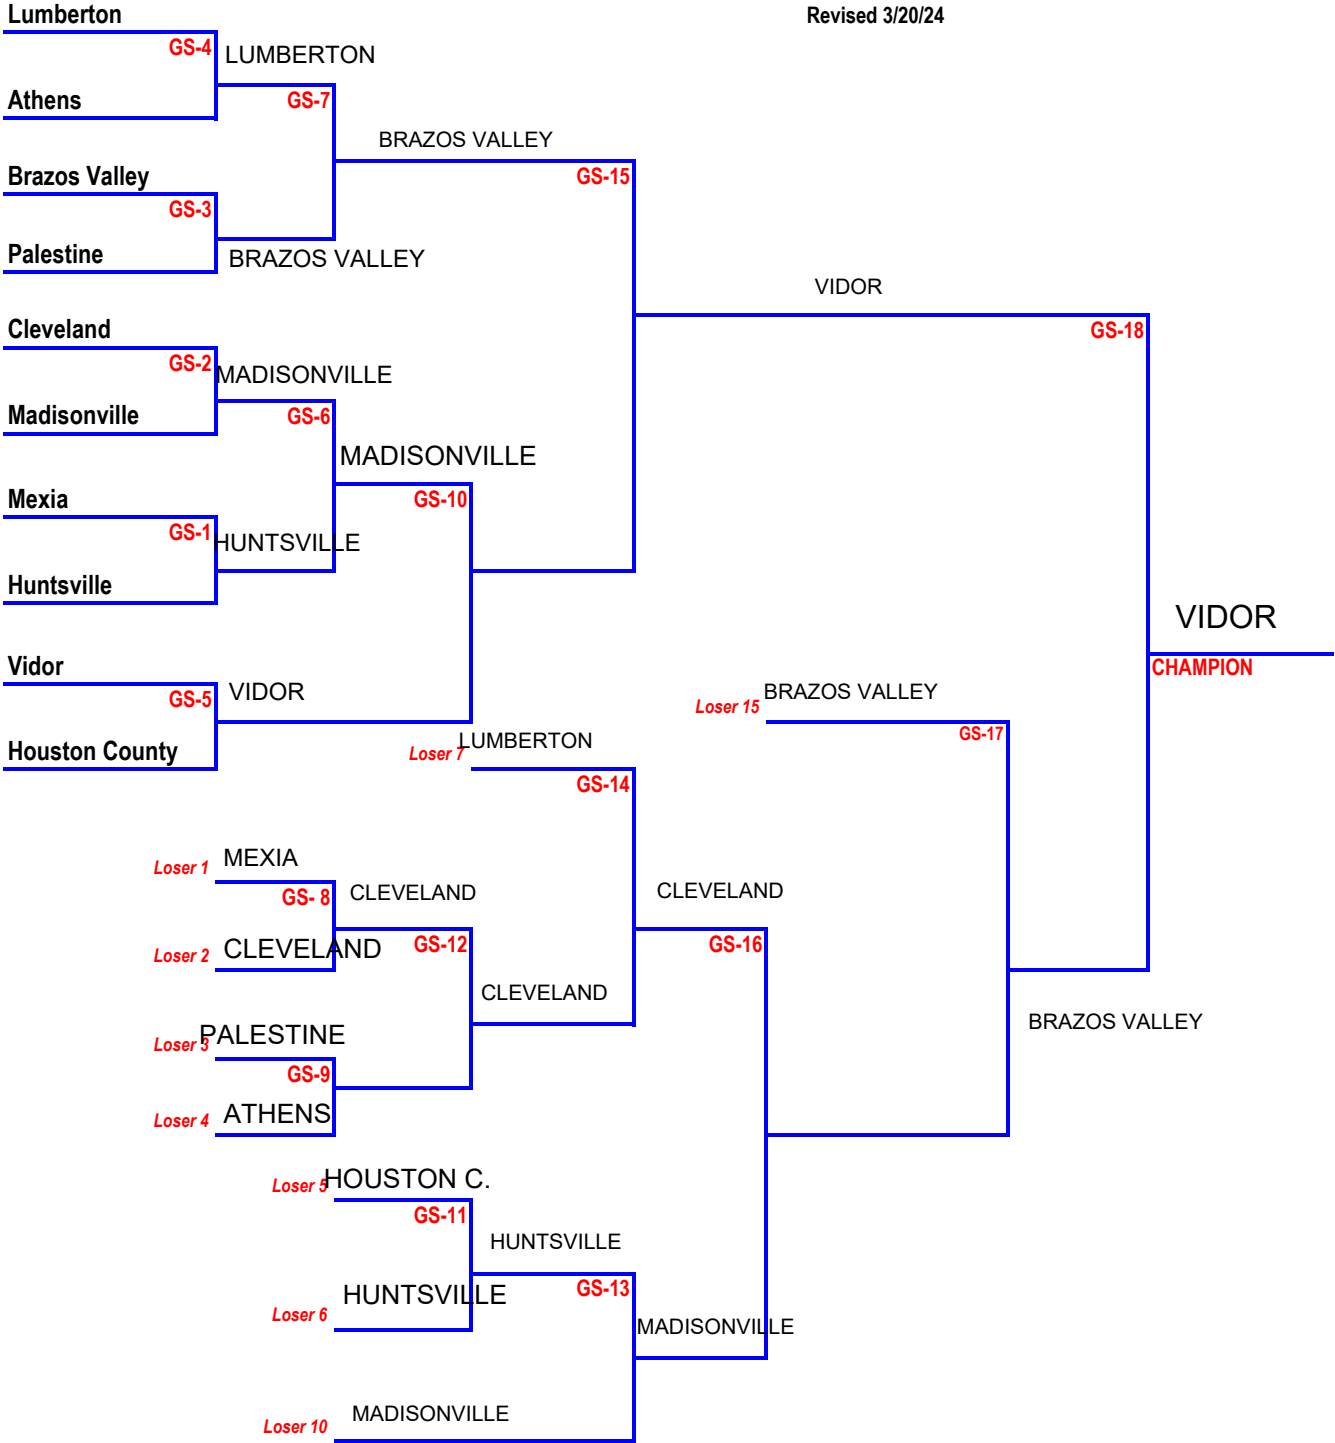 Lumberton
Revised 3/20/24
GS-4
LUMBERTON
Athens
GS-7
BRAZOS VALLEY
Brazos Valley
GS-15
GS-3
Palestine
BRAZOS VALLEY
VIDOR
Cleveland
GS-18
GS-2
MADISONVILLE
Madisonville
GS-6
MADISONVILLE
Mexia
GS-10
GS-1
HUNTSVILLE
Huntsville
VIDOR
Vidor
CHAMPION
GS-5
VIDOR
BRAZOS VALLEY
Loser 15
GS-17
Houston County
Loser 7
LUMBERTON
GS-14
Loser 1
MEXIA
GS- 8
CLEVELAND
CLEVELAND
Loser 2
CLEVELAND
GS-12
GS-16
CLEVELAND
BRAZOS VALLEY
Loser 3
PALESTINE
GS-9
Loser 4
ATHENS
Loser 5
HOUSTON C.
GS-11
HUNTSVILLE
GS-13
HUNTSVILLE
Loser 6
MADISONVILLE
Loser 10
MADISONVILLE